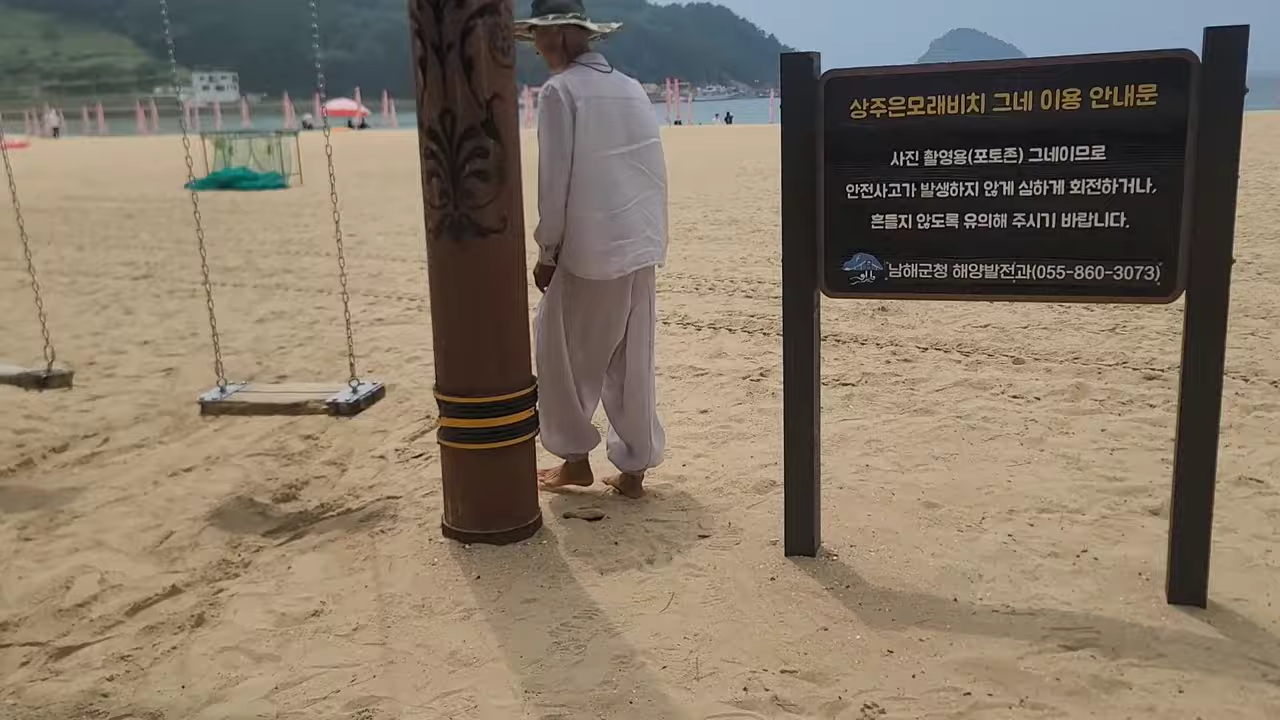 상주은모래비치 그네 이용 안내문
사진 촬영용(포토존) 그네이므로
안전사고가 발생하지 않게 심하게 회전하거나,
흔들지 않도록 유의해 주시기 바랍니다.
남해군청 해양발전과(055-860-3073)